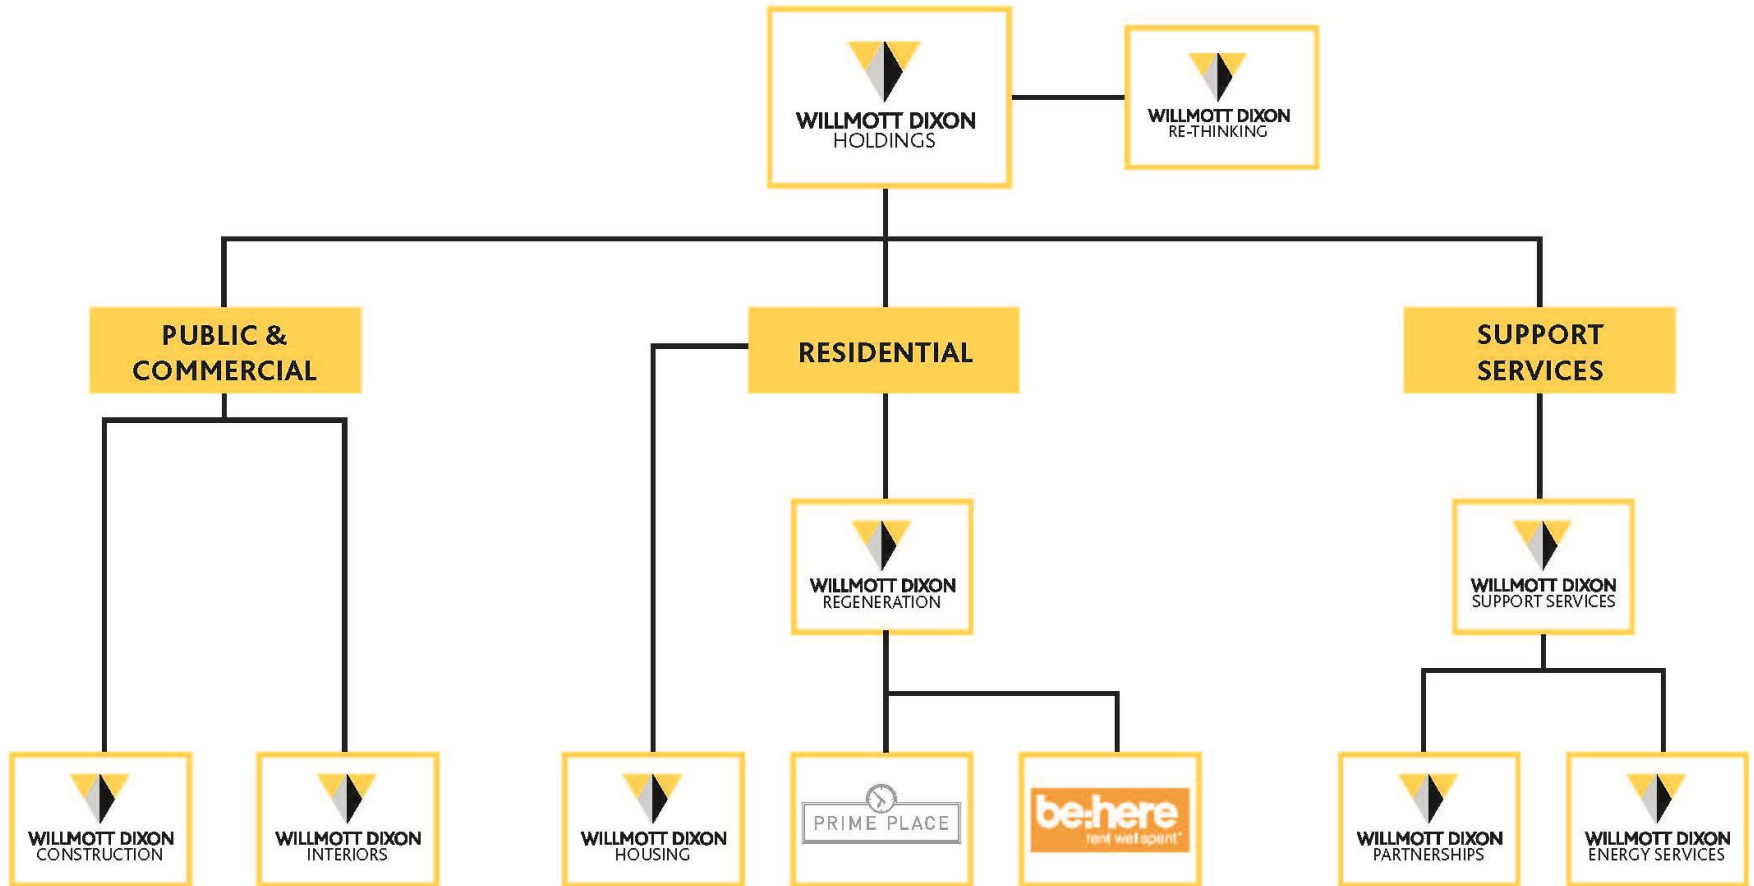 WILLMOTT DIXON
HOLDINGS
WILLMOTT DIXON
RE-THINKING
PUBLIC &
COMMERCIAL
RESIDENTIAL
SUPPORT
SERVICES
WILLMOTT DIXON
REGENERATION
WILLMOTT DIXON
SUPPORT SERVICES
WILLMOTT DIXON
CONSTRUCTION
WILLMOTT DIXON
INTERIORS
WILLMOTT DIXON
HOUSING
PRIME PLACE
be:here
rent well spent
WILLMOTT DIXON
PARTNERSHIPS
WILLMOTT DIXON
ENERGY SERVICES